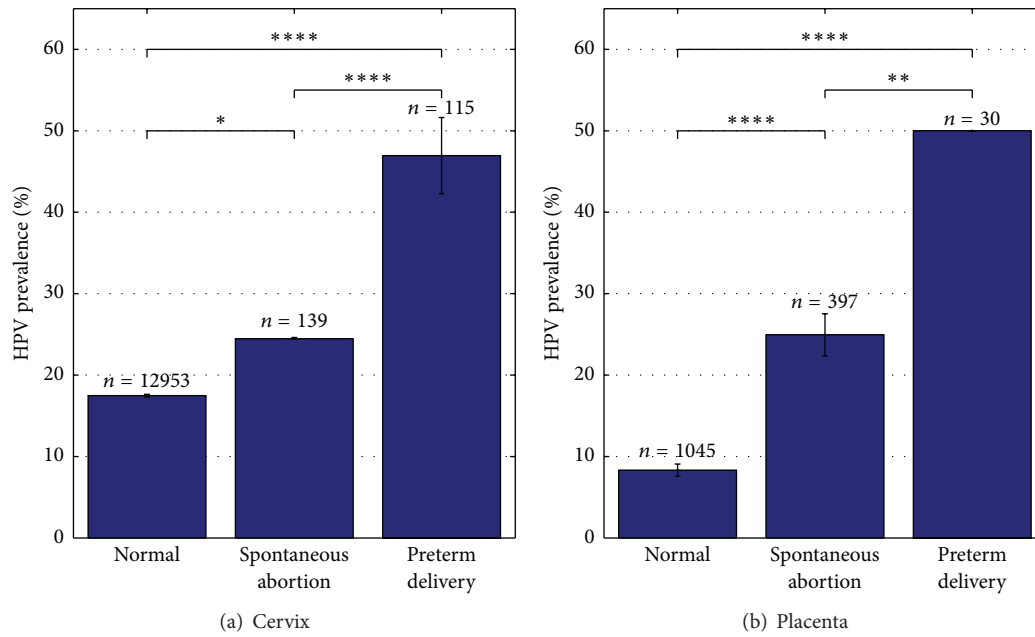 60
50
40
30
20
10
0
HPV prevalence (%)
****
****
*
n = 115
n = 139
n = 12953
Normal
Spontaneous
abortion
Preterm
delivery
(a) Cervix
60
50
40
30
20
10
0
HPV prevalence (%)
****
**
****
n = 30
n = 397
n = 1045
Normal
Spontaneous
abortion
Preterm
delivery
(b) Placenta